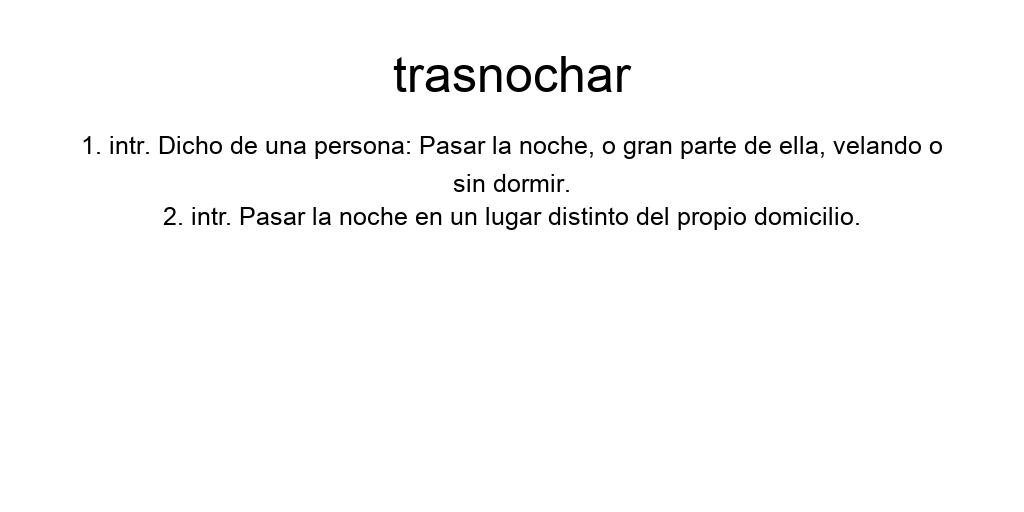 trasnochar
1. intr. Dicho de una persona: Pasar la noche, o gran parte de ella, velando o
sin dormir.
2. intr. Pasar la noche en un lugar distinto del propio domicilio.